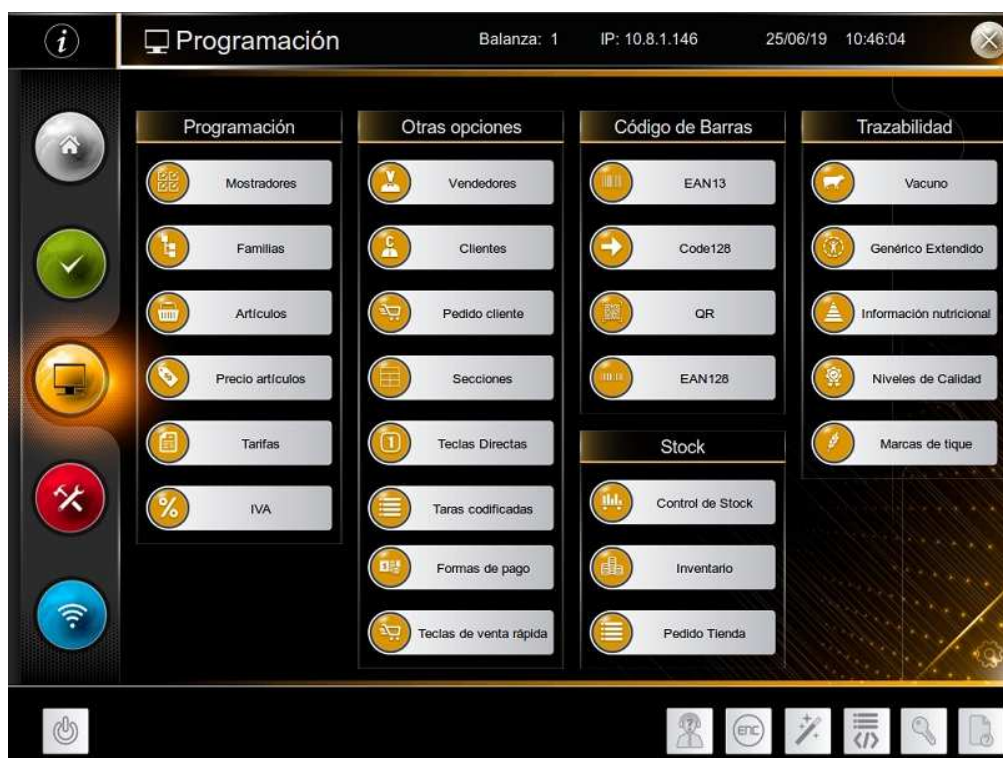 i
Programación
Balanza: 1
IP: 10.8.1.146
25/06/19
10:46:04
Programación
Mostradores
Familias
Artículos
Precio artículos
Tarifas
%
IVA
Otras opciones
Vendedores
C
Clientes
Pedido cliente
Secciones
1
Teclas Directas
Taras codificadas
Formas de pago
Teclas de venta rápida
Código de Barras
EAN13
Code128
QR
EAN128
Stock
Control de Stock
Inventario
Pedido Tienda
Trazabilidad
Vacuno
Genérico Extendido
Información nutricional
Niveles de Calidad
Marcas de tique
?
ENC
</>
?